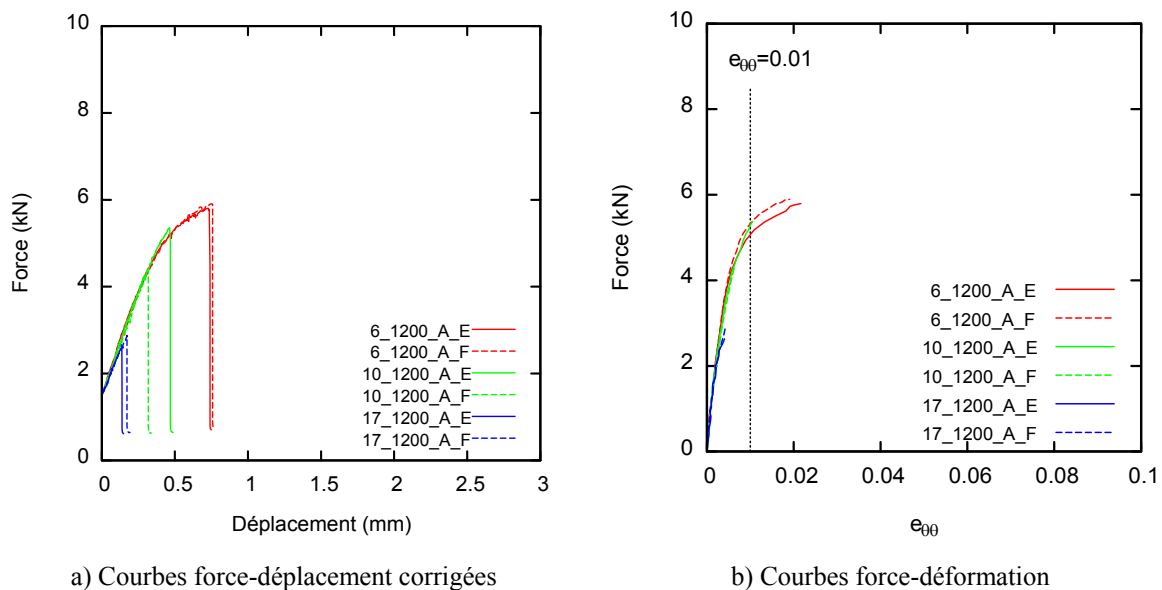 10
8
6
4
2
0
Force (kN)
6_1200_A_E
6_1200_A_F
10_1200_A_E
10_1200_A_F
17_1200_A_E
17_1200_A_F
0 0.5 1 1.5 2 2.5 3
Déplacement (mm)
a) Courbes force-déplacement corrigées
10
8
6
4
2
0
Force (kN)
eθθ=0.01
6_1200_A_E
6_1200_A_F
10_1200_A_E
10_1200_A_F
17_1200_A_E
17_1200_A_F
0 0.02 0.04 0.06 0.08 0.1
eθθ
b) Courbes force-déformation